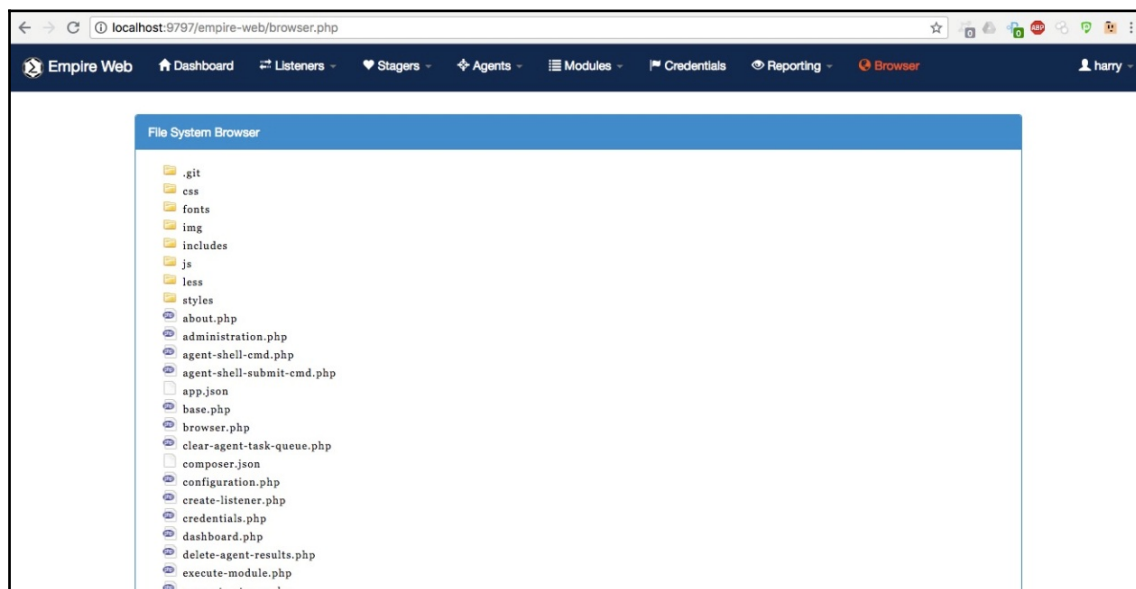 localhost:9797/empire-web/browser.php
Empire Web Dashboard Listeners Stagers Agents Modules Credentials Reporting Browser harry
File System Browser
.git
css
fonts
img
includes
js
less
styles
about.php
administration.php
agent-shell-cmd.php
agent-shell-submit-cmd.php
app.json
base.php
browser.php
clear-agent-task-queue.php
composer.json
configuration.php
create-listener.php
credentials.php
dashboard.php
delete-agent-results.php
execute-module.php